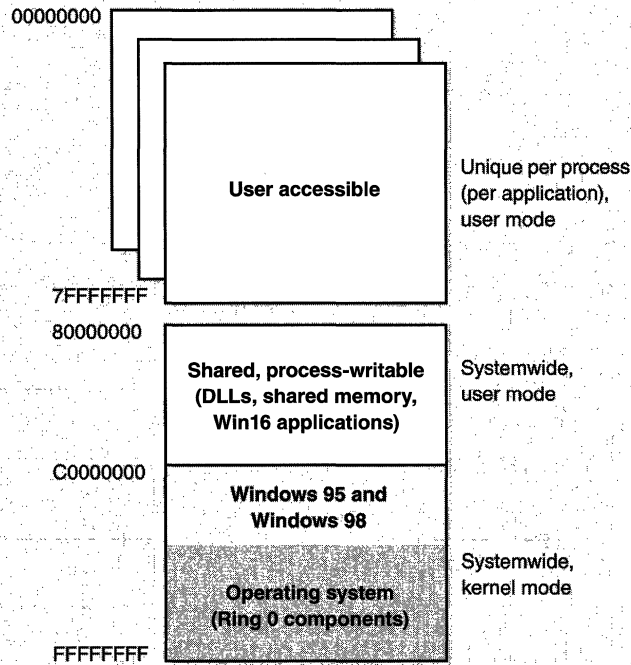 00000000
User accessible
Unique per process
(per application),
user mode
7FFFFFFF
80000000
Shared, process-writable
(DLLs, shared memory,
Win16 applications)
Systemwide,
user mode
C0000000
Windows 95 and
Windows 98
Operating system
(Ring 0 components)
Systemwide,
kernel mode
FFFFFFFF